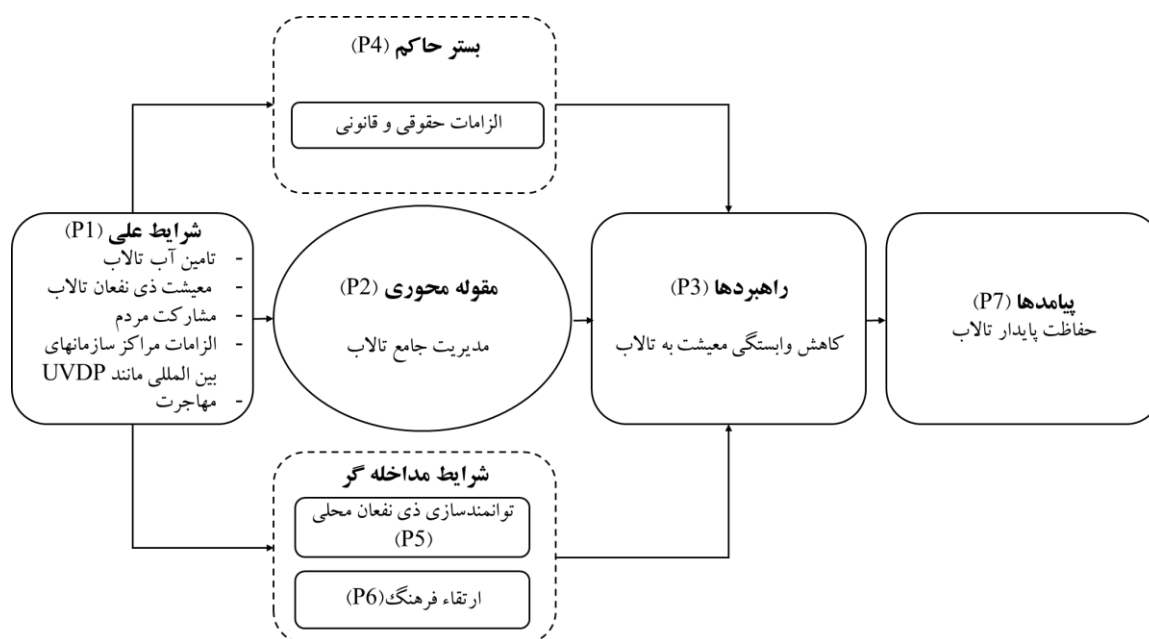 بستر حاکم (P4)
الزامات حقوقی و قانونی
شرایط علی (P1)
- تامین آب تالاب
- معیشت ذی نفعان تالاب
- مشارکت مردم
- الزامات مراکز سازمانهای
بین المللی مانند UVDP
- مهاجرت
مقوله محوری (P2)
مدیریت جامع تالاب
راهبردها (P3)
کاهش وابستگی معیشت به تالاب
پیامدها (P7)
حفاظت پایدار تالاب
شرایط مداخله گر
توانمندسازی ذی نفعان محلی
(P5)
ارتقاء فرهنگ(P6)